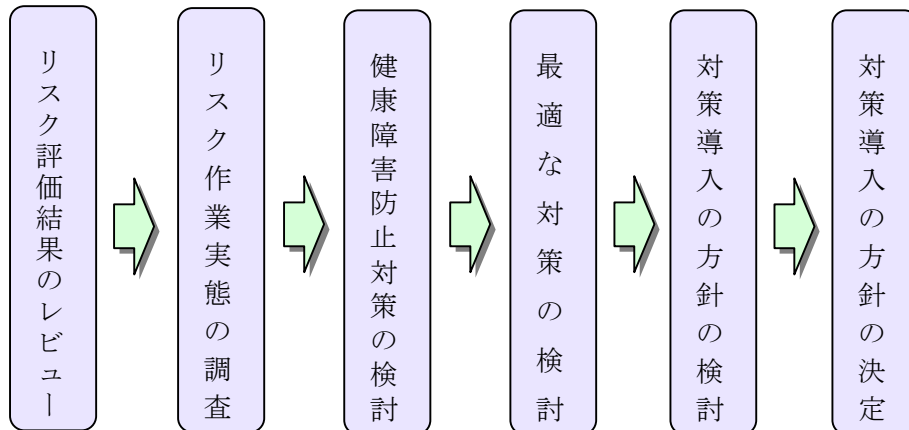 リスク評価結果のレビュー
リスク作業実態の調査
健康障害防止対策の検討
最適な対策の検討
対策導入の方針の検討
対策導入の方針の決定